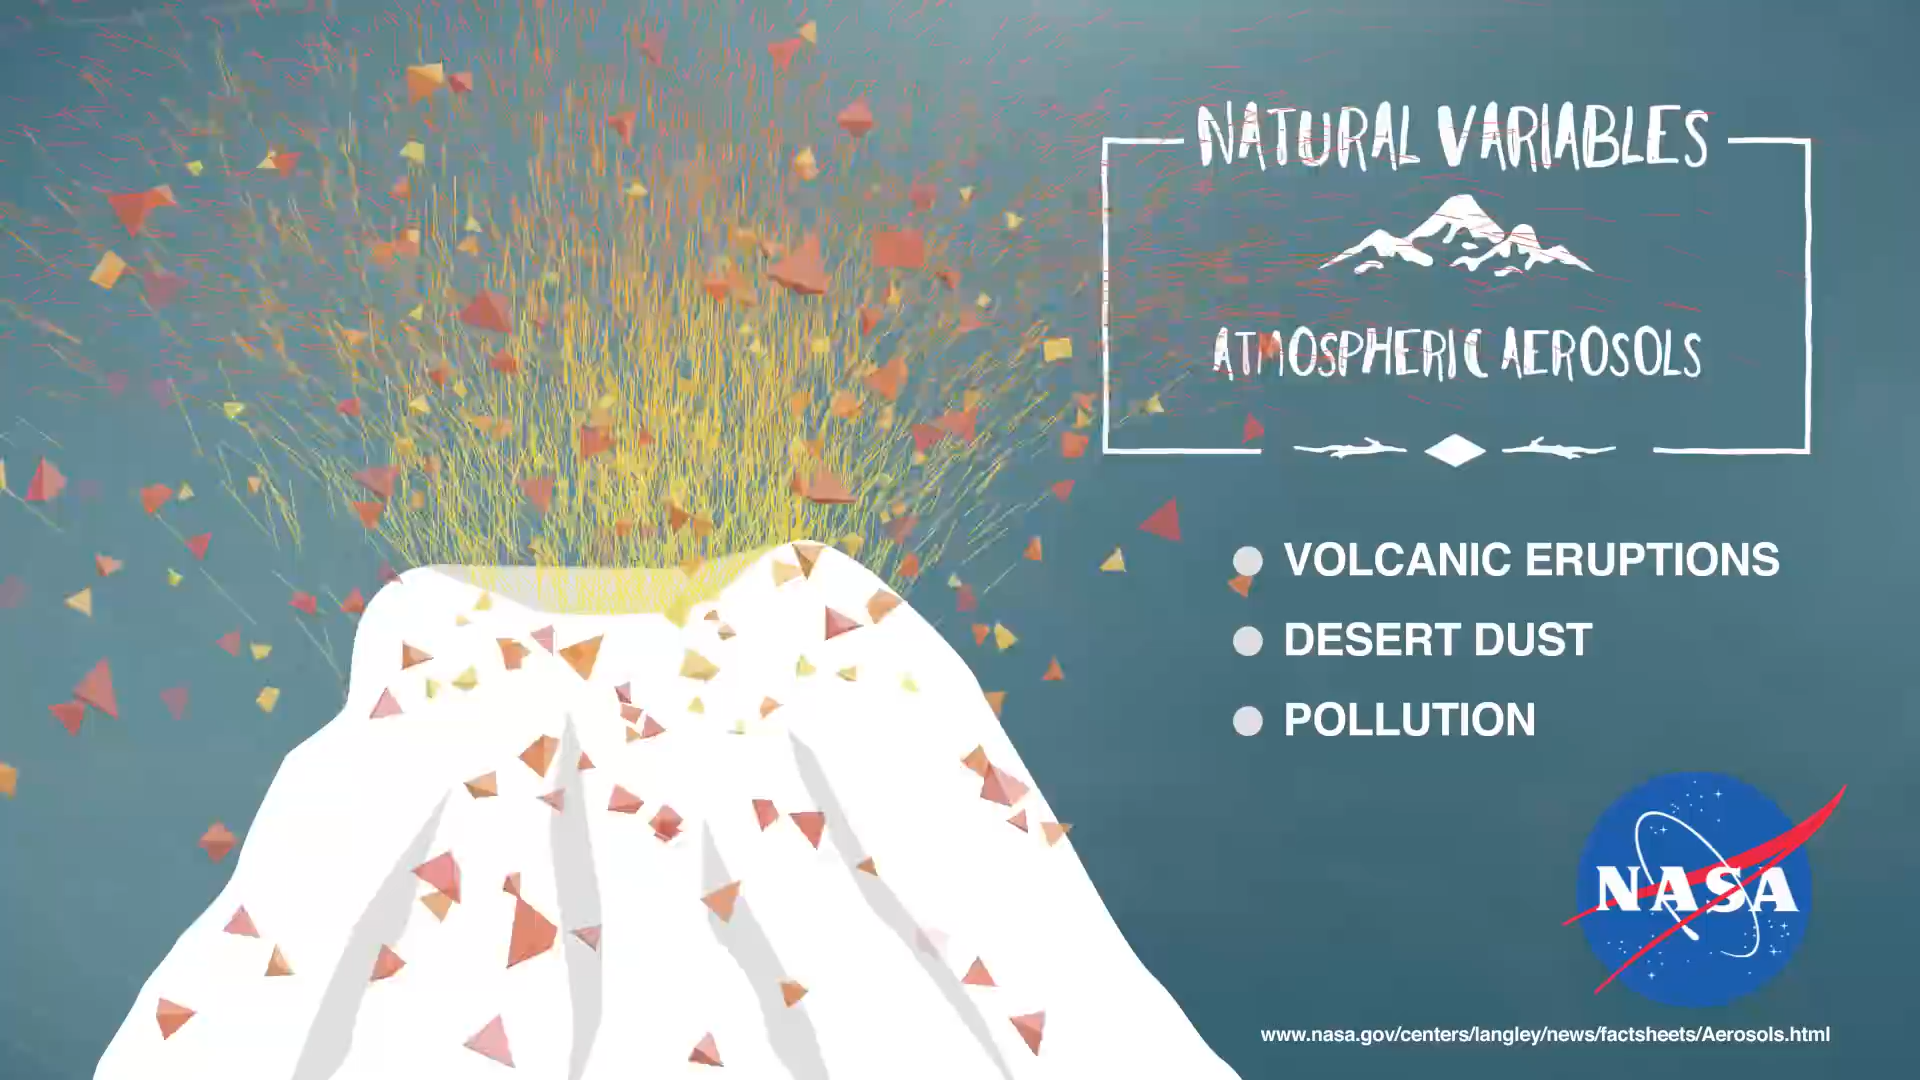 NATURAL VARIABLES
ATMOSPHERIC AEROSOLS
VOLCANIC ERUPTIONS
DESERT DUST
POLLUTION
NASA
www.nasa.gov/centers/langley/news/factsheets/Aerosols.html